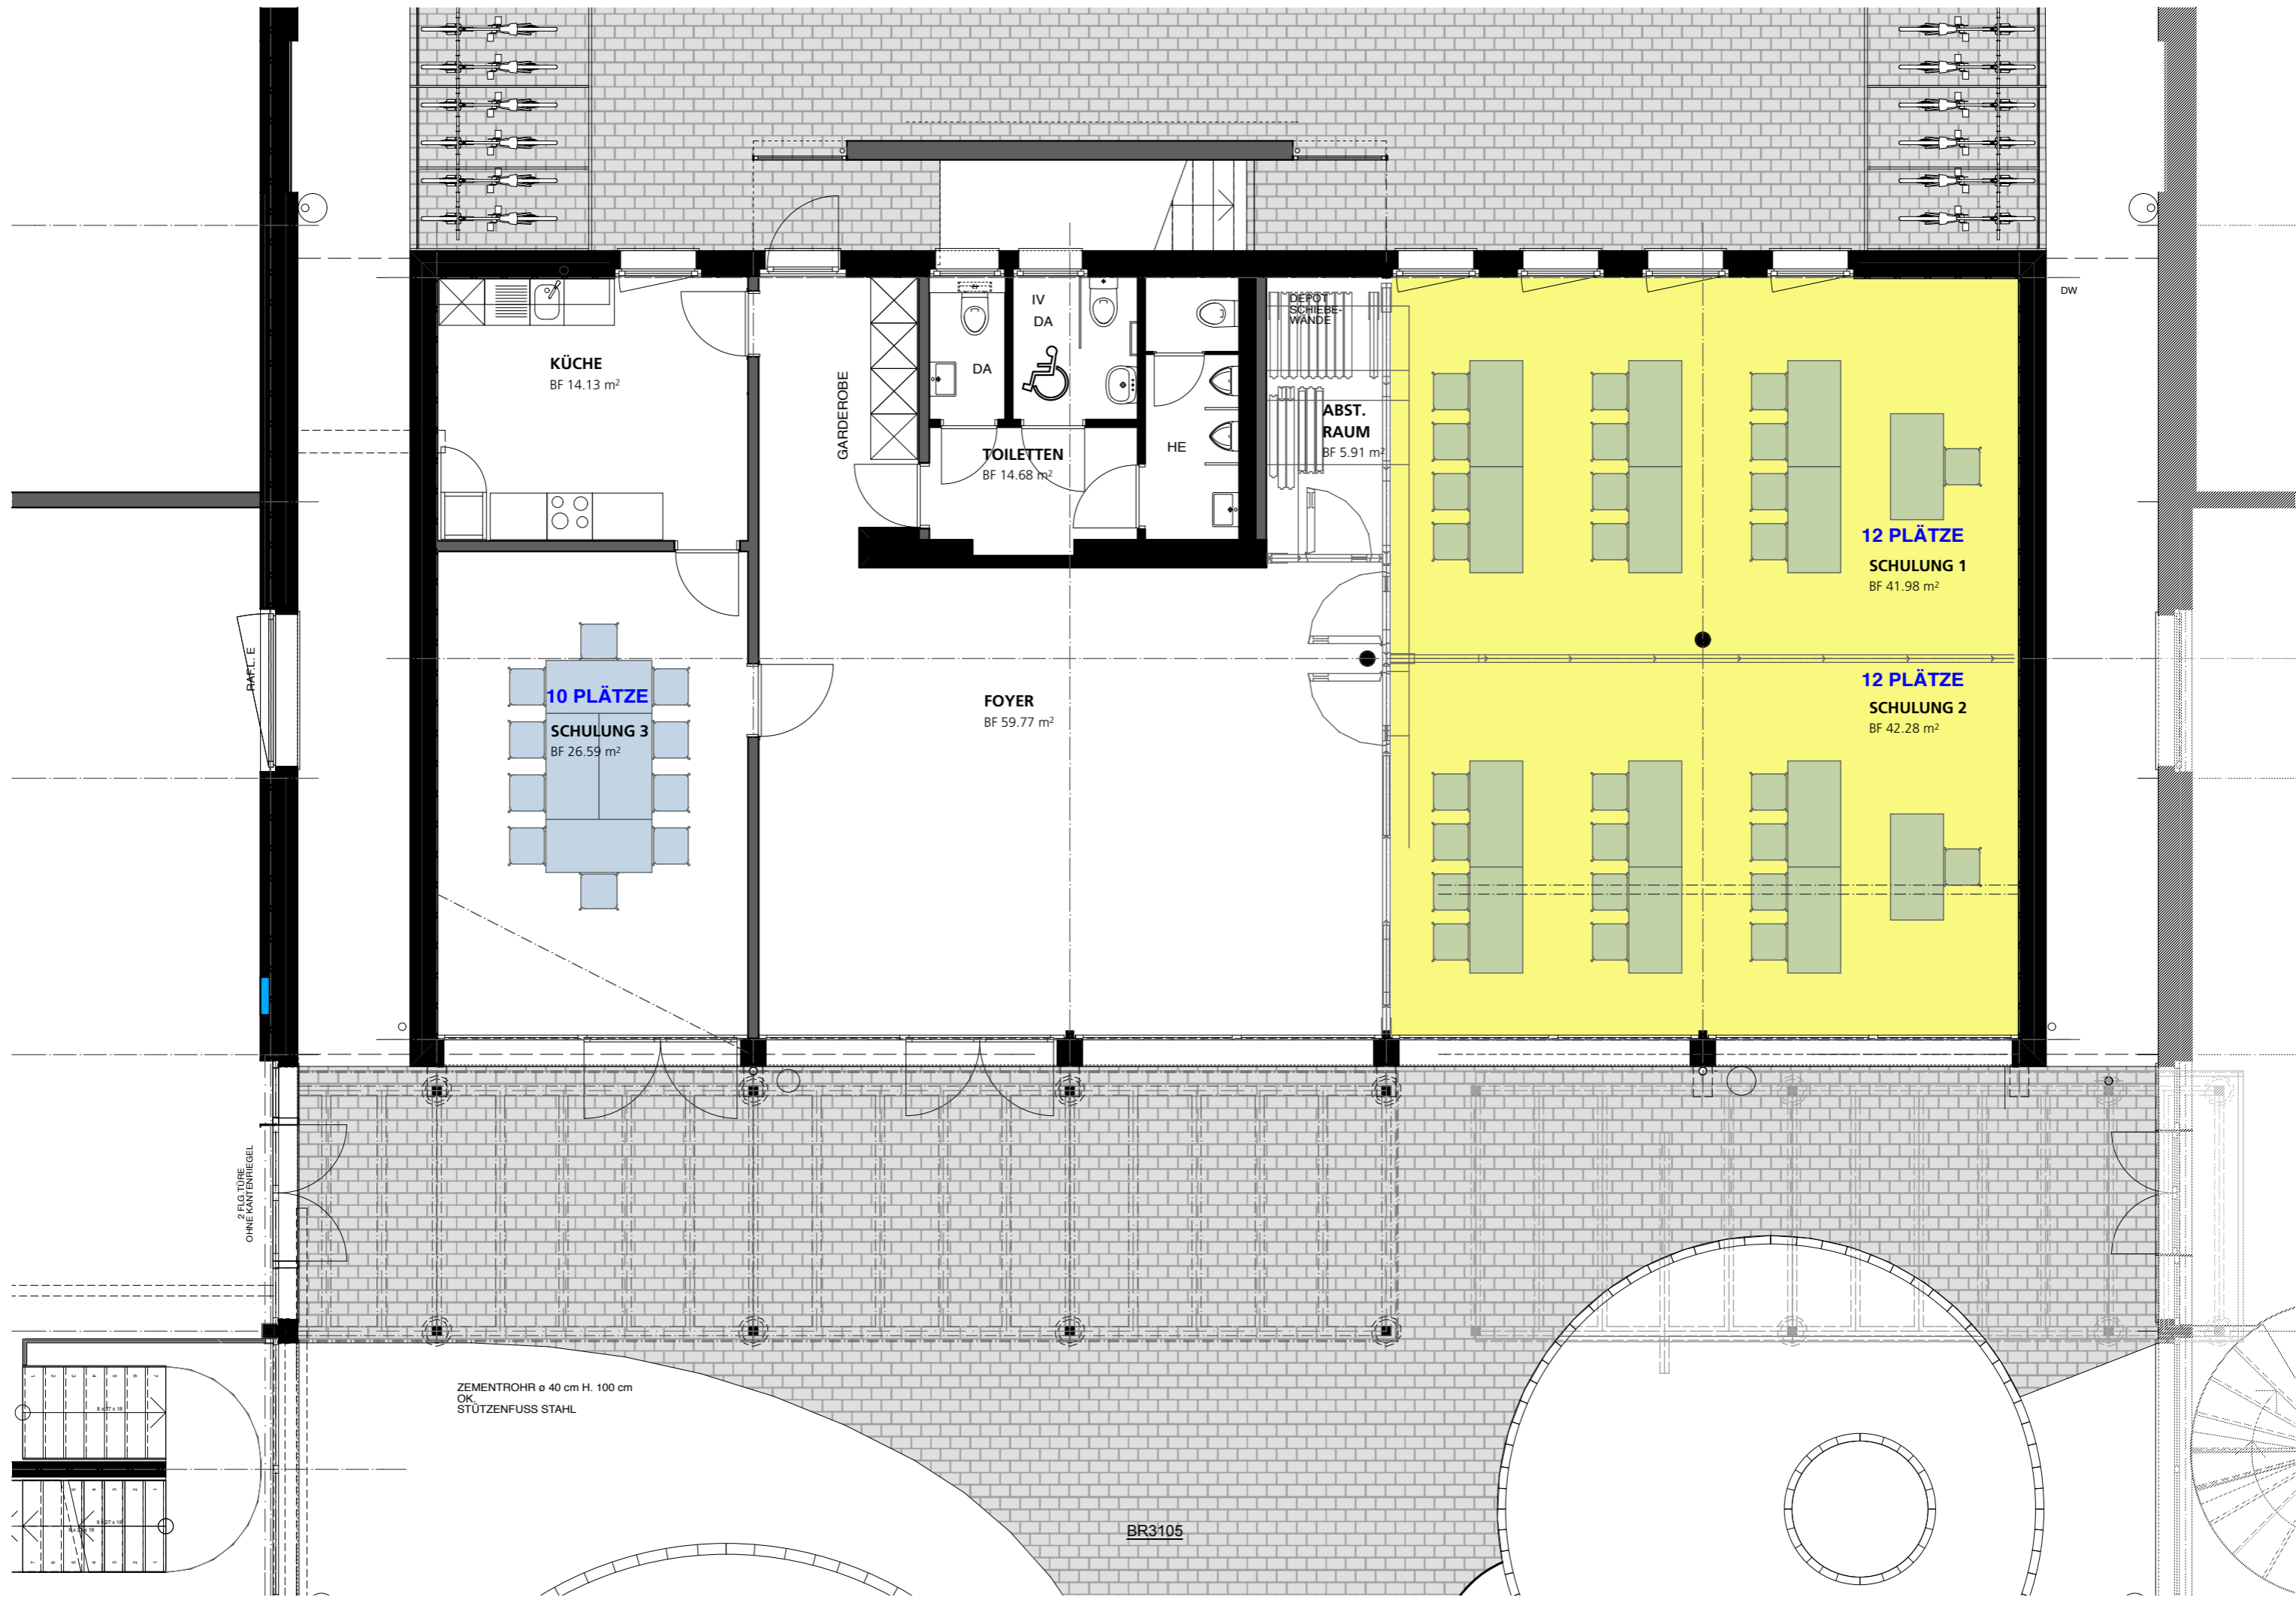 DEPOT
SCHIEBE-
WÄNDE
DW
IV
DA
KÜCHE
BF 14.13 m²
DA
GARDEROBE
ABST.
RAUM
BF 5.91 m²
HE
TOILETTEN
BF 14.68 m²
12 PLÄTZE
SCHULUNG 1
BF 41.98 m²
RAFL. E
10 PLÄTZE
SCHULUNG 3
BF 26.59 m²
FOYER
BF 59.77 m²
12 PLÄTZE
SCHULUNG 2
BF 42.28 m²
2 FLG.TÜRE
OHNE KANTENRIEGEL
ZEMENTROHR ø 40 cm H. 100 cm
OK.
STÜTZENFUSS STAHL
BR3105